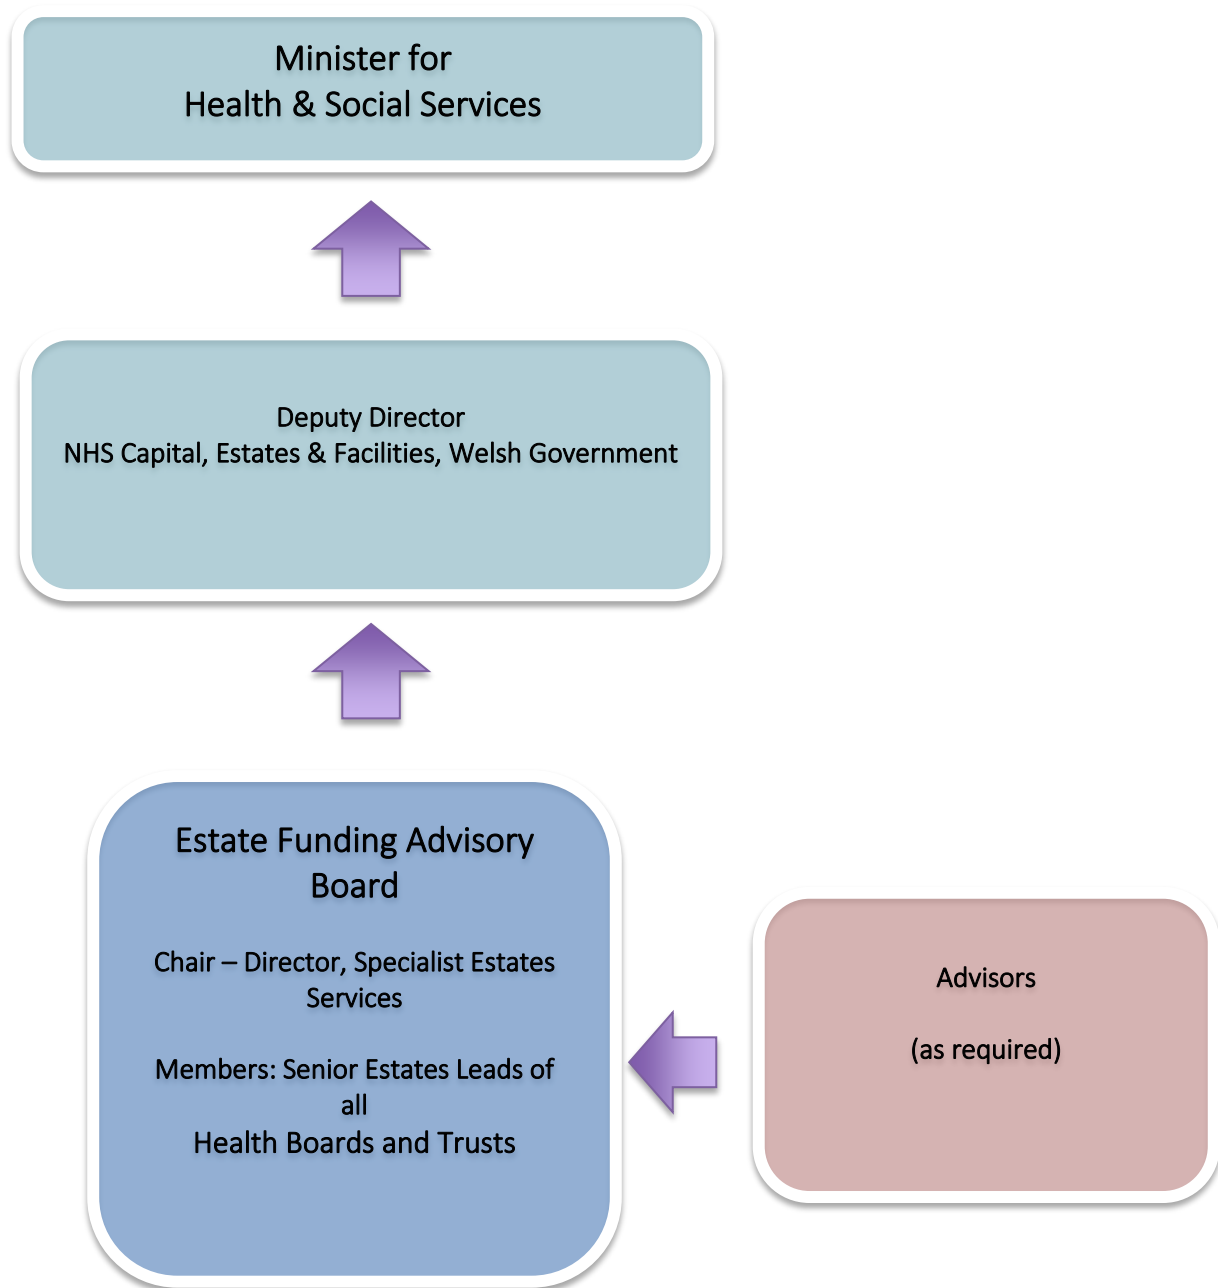 Minister for
Health & Social Services
Deputy Director
NHS Capital, Estates & Facilities, Welsh Government
Estate Funding Advisory
Board
Chair – Director, Specialist Estates
Services
Members: Senior Estates Leads of
all
Health Boards and Trusts
Advisors
(as required)